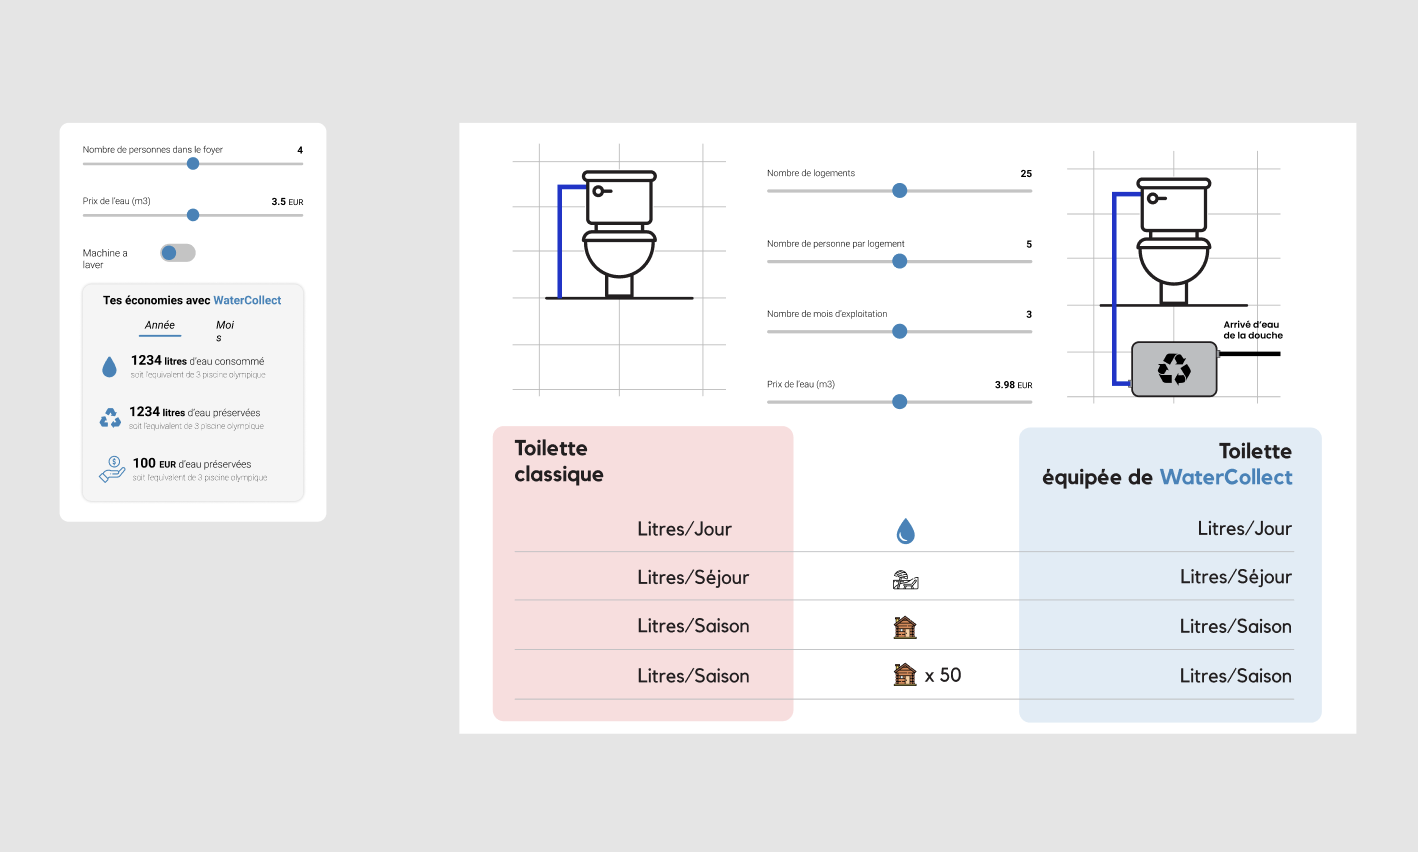 Nombre de personnes dans le foyer 4
Prix de l'eau (m3) 3.5 EUR
Machine a
laver
Tes économies avec WaterCollect
Année Moi
s
1234 litres d'eau consommé
soit l'equivalent de 3 piscine olympique
1234 litres d'eau préservées
soit l'equivalent de 3 piscine olympique
$
100 EUR d'eau préservées
soit l'equivalent de 3 piscine olympique
Nombre de logements 25
Nombre de personne par logement 5
Nombre de mois d'exploitation 3
Prix de l'eau (m3) 3.98 EUR
Arrivé d'eau
de la douche
Toilette
classique
Toilette
équipée de WaterCollect
Litres/Jour Litres/Jour
Litres/Séjour Litres/Séjour
Litres/Saison Litres/Saison
Litres/Saison x 50 Litres/Saison